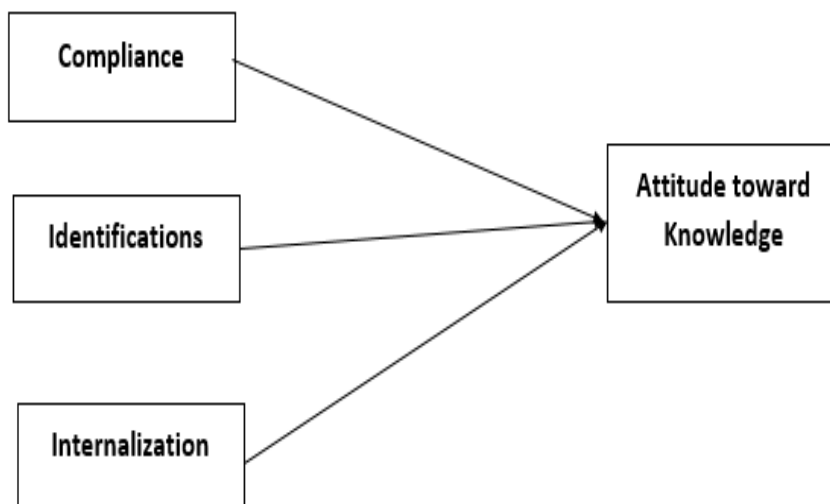 Compliance
Identifications
Internalization
Attitude toward
Knowledge